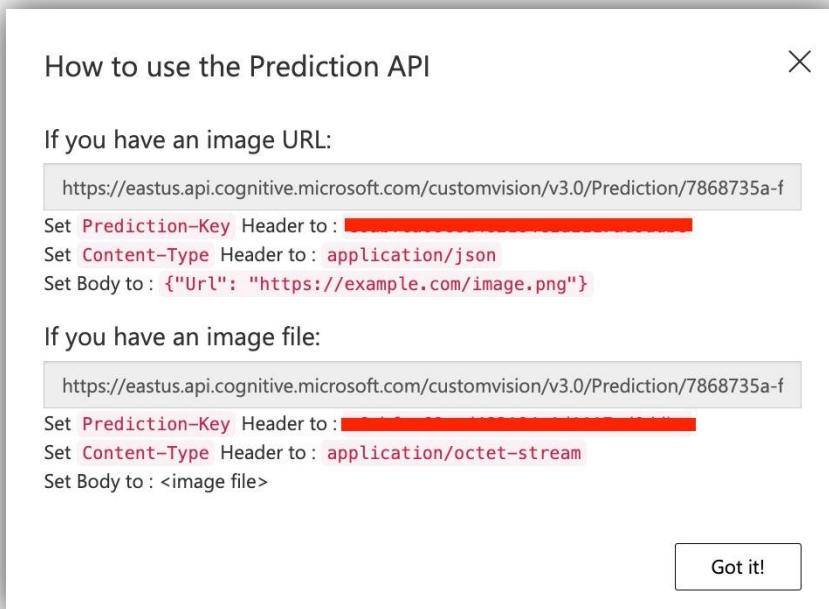 How to use the Prediction API
If you have an image URL:
https://eastus.api.cognitive.microsoft.com/customvision/v3.0/Prediction/7868735a-f
Set Prediction-Key Header to :
Set Content-Type Header to : application/json
Set Body to : {"Url": "https://example.com/image.png"}
If you have an image file:
https://eastus.api.cognitive.microsoft.com/customvision/v3.0/Prediction/7868735a-f
Set Prediction-Key Header to :
Set Content-Type Header to : application/octet-stream
Set Body to : <image file>
Got it!